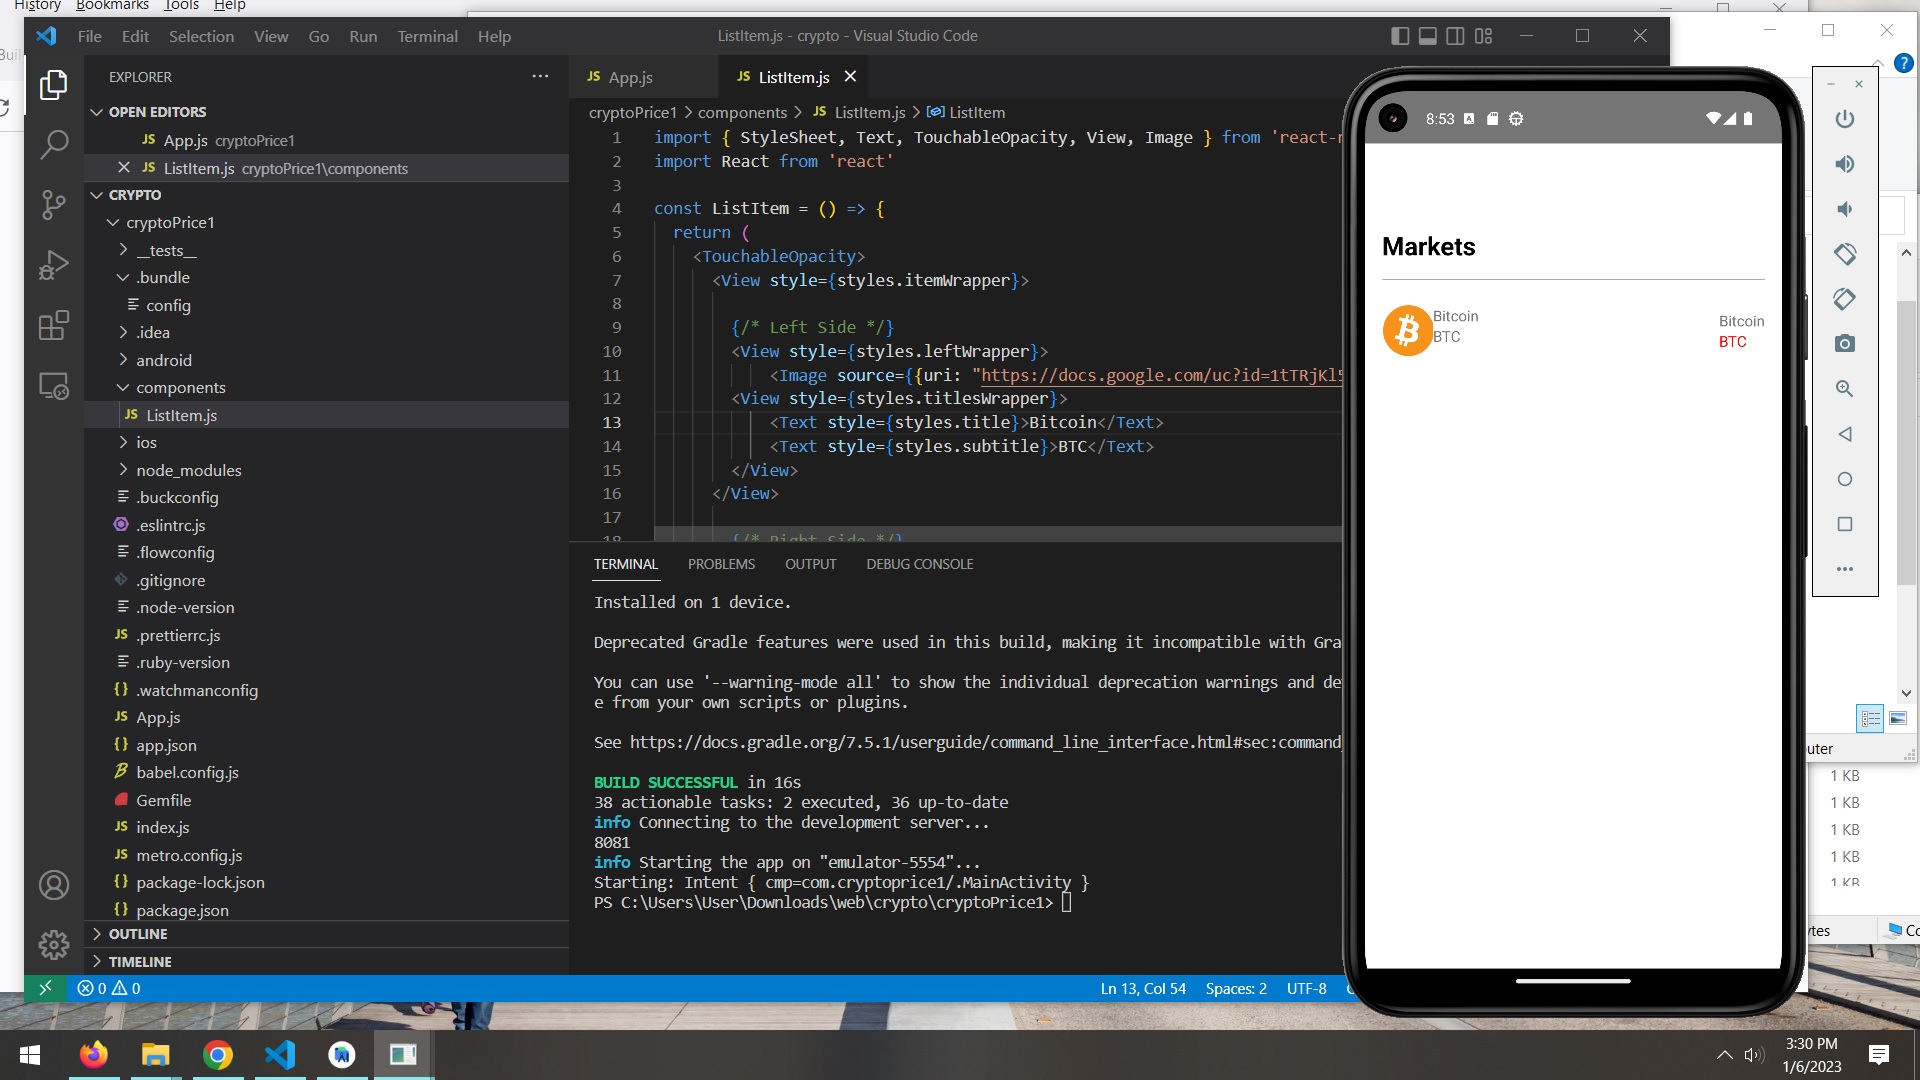 History Bookmarks Tools Help
File Edit Selection View Go Run Terminal Help
ListItem.js - crypto - Visual Studio Code
EXPLORER
OPEN EDITORS
JS App.js cryptoPrice1
JS ListItem.js cryptoPrice1\components
CRYPTO
cryptoPrice1
__tests__
.bundle
config
.idea
android
components
JS ListItem.js
ios
node_modules
.buckconfig
.eslintrc.js
.flowconfig
.gitignore
.node-version
JS .prettierrc.js
.ruby-version
{} .watchmanconfig
JS App.js
{} app.json
babel.config.js
Gemfile
JS index.js
JS metro.config.js
{} package-lock.json
{} package.json
OUTLINE
TIMELINE
JS App.js
JS ListItem.js
cryptoPrice1 > components > JS ListItem.js > ListItem
1 import { StyleSheet, Text, TouchableOpacity, View, Image } from 'react-
2 import React from 'react'
3
4 const ListItem = () => {
5 return (
6 <TouchableOpacity>
7 <View style={styles.itemWrapper}>
8
9 {/* Left Side */}
10 <View style={styles.leftWrapper}>
11 <Image source={{uri: "https://docs.google.com/uc?id=1tTRjKl5
12 <View style={styles.titlesWrapper}>
13 <Text style={styles.title}>Bitcoin</Text>
14 <Text style={styles.subtitle}>BTC</Text>
15 </View>
16 </View>
17
18 {/* Right Side */}
TERMINAL PROBLEMS OUTPUT DEBUG CONSOLE
Installed on 1 device.
Deprecated Gradle features were used in this build, making it incompatible with Gra
You can use '--warning-mode all' to show the individual deprecation warnings and de
e from your own scripts or plugins.
See https://docs.gradle.org/7.5.1/userguide/command_line_interface.html#sec:command_
BUILD SUCCESSFUL in 16s
38 actionable tasks: 2 executed, 36 up-to-date
info Connecting to the development server...
8081
info Starting the app on "emulator-5554"...
Starting: Intent { cmp=com.cryptoprice1/.MainActivity }
PS C:\Users\User\Downloads\web\crypto\cryptoPrice1>
0 0
Ln 13, Col 54 Spaces: 2 UTF-8
8:53
Markets
Bitcoin
BTC
Bitcoin
BTC
uter
1 KB
1 KB
1 KB
1 KB
1 KB
ytes
Co
3:30 PM
1/6/2023